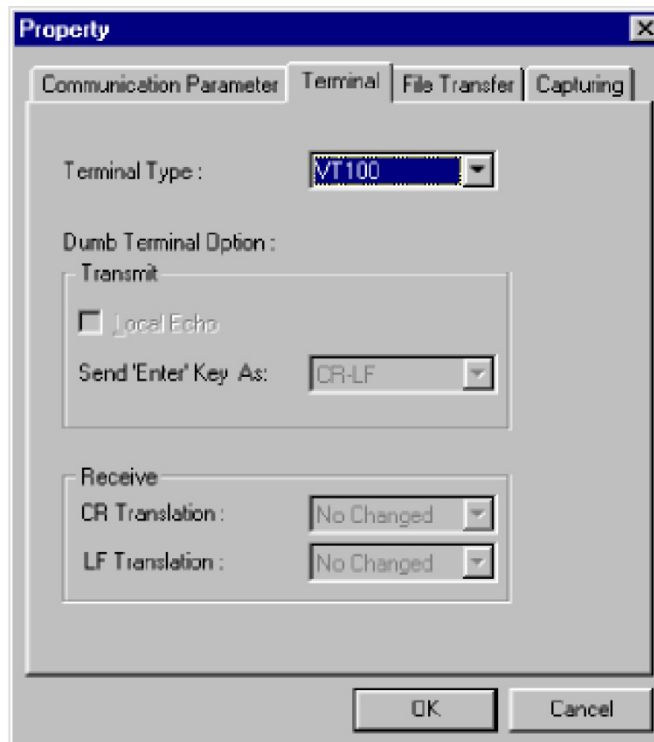 Property
Communication Parameter Terminal File Transfer Capturing
Terminal Type : VT100
Dumb Terminal Option :
Transmit
Local Echo
Send 'Enter' Key As: CR-LF
Receive
CR Translation : No Changed
LF Translation : No Changed
OK Cancel